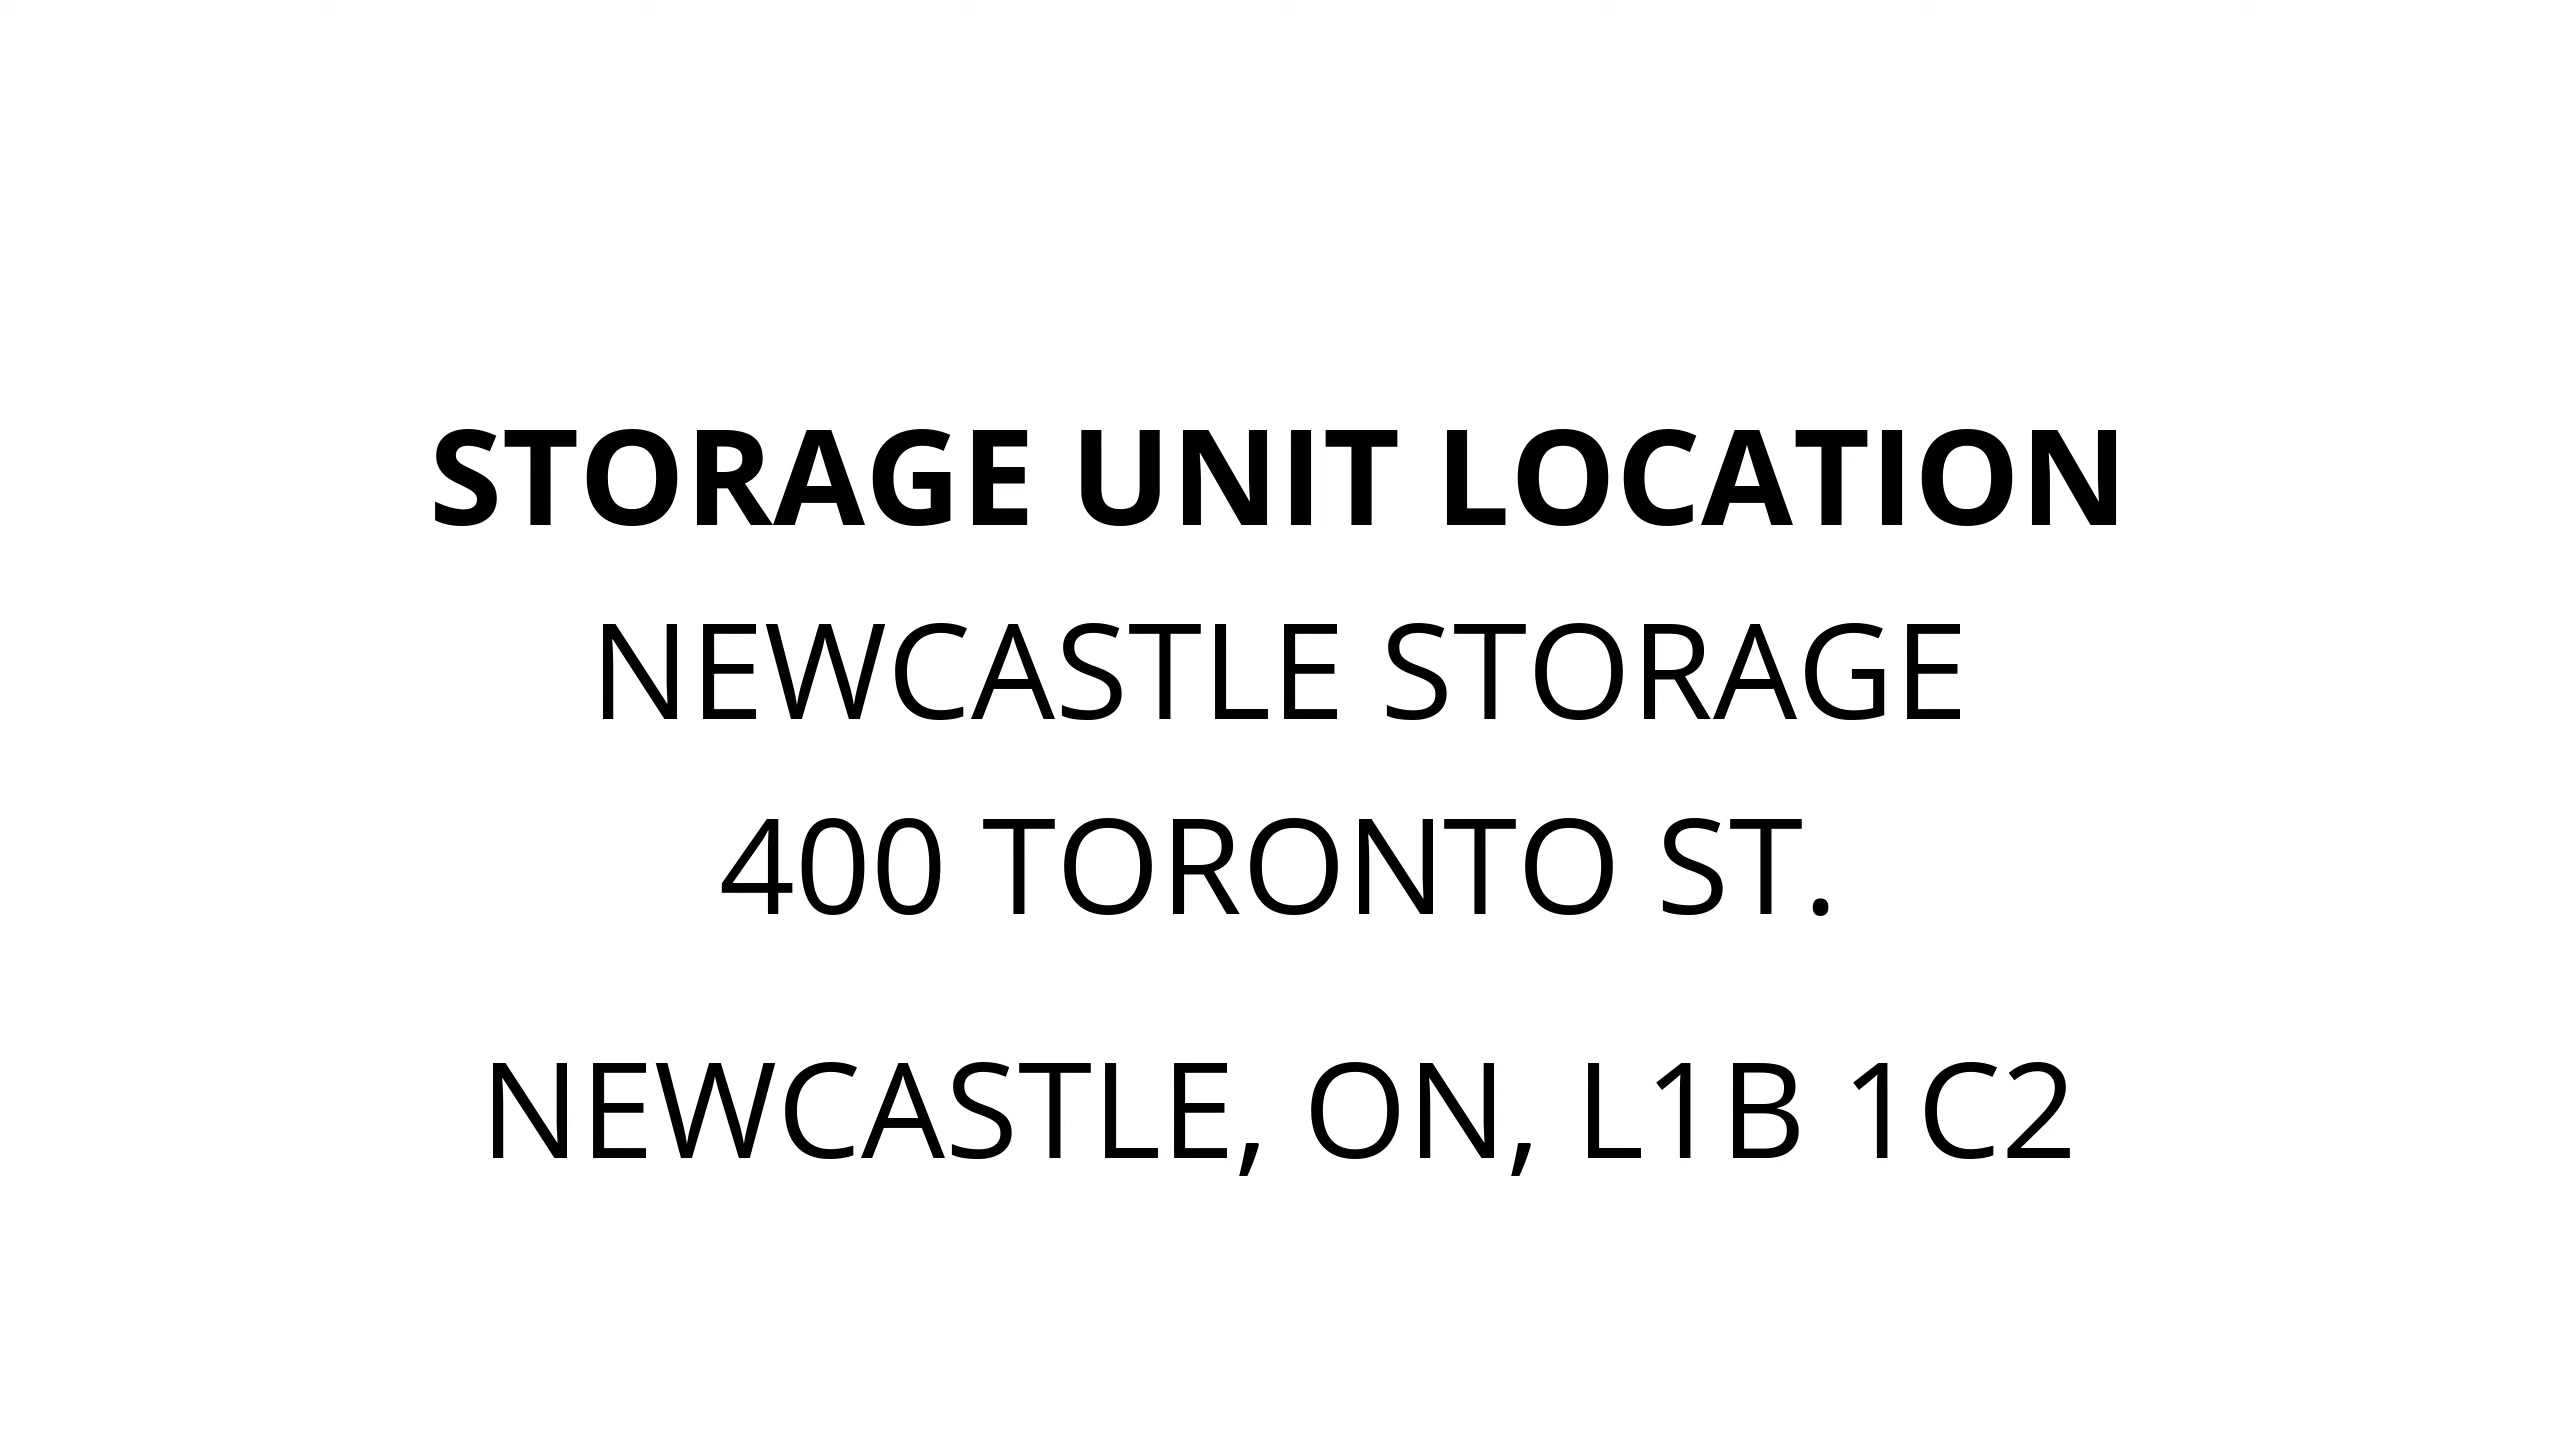 STORAGE UNIT LOCATION
NEWCASTLE STORAGE
400 TORONTO ST.
NEWCASTLE, ON, L1B 1C2